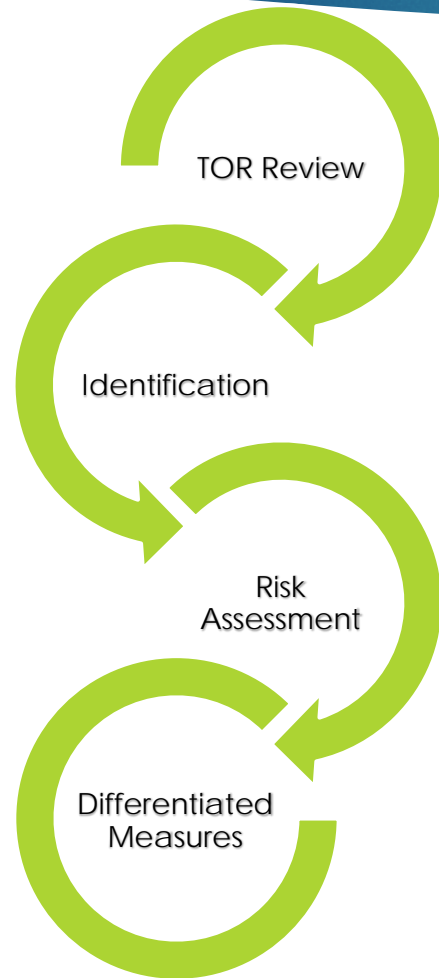 TOR Review
Identification
Risk
Assessment
Differentiated
Measures